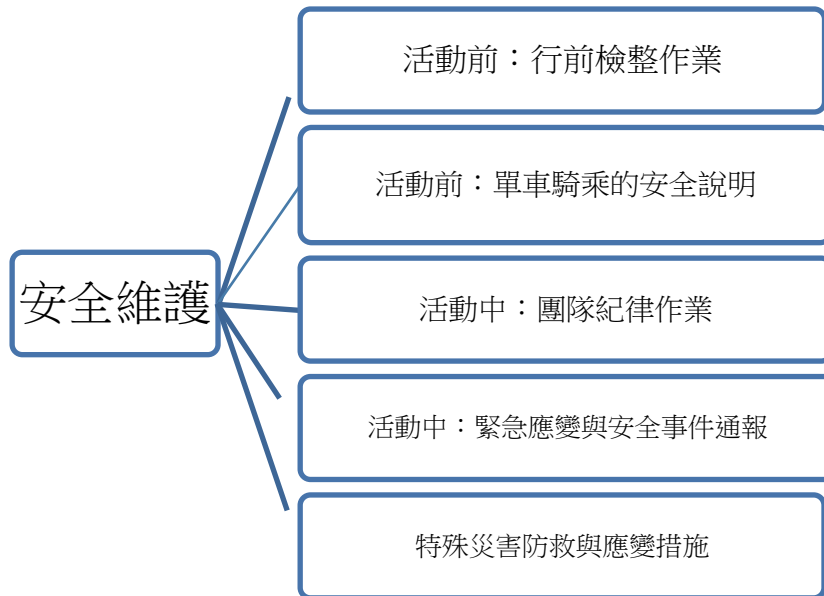 安全維護
活動前：行前檢整作業
活動前：單車騎乘的安全說明
活動中：團隊紀律作業
活動中：緊急應變與安全事件通報
特殊災害防救與應變措施